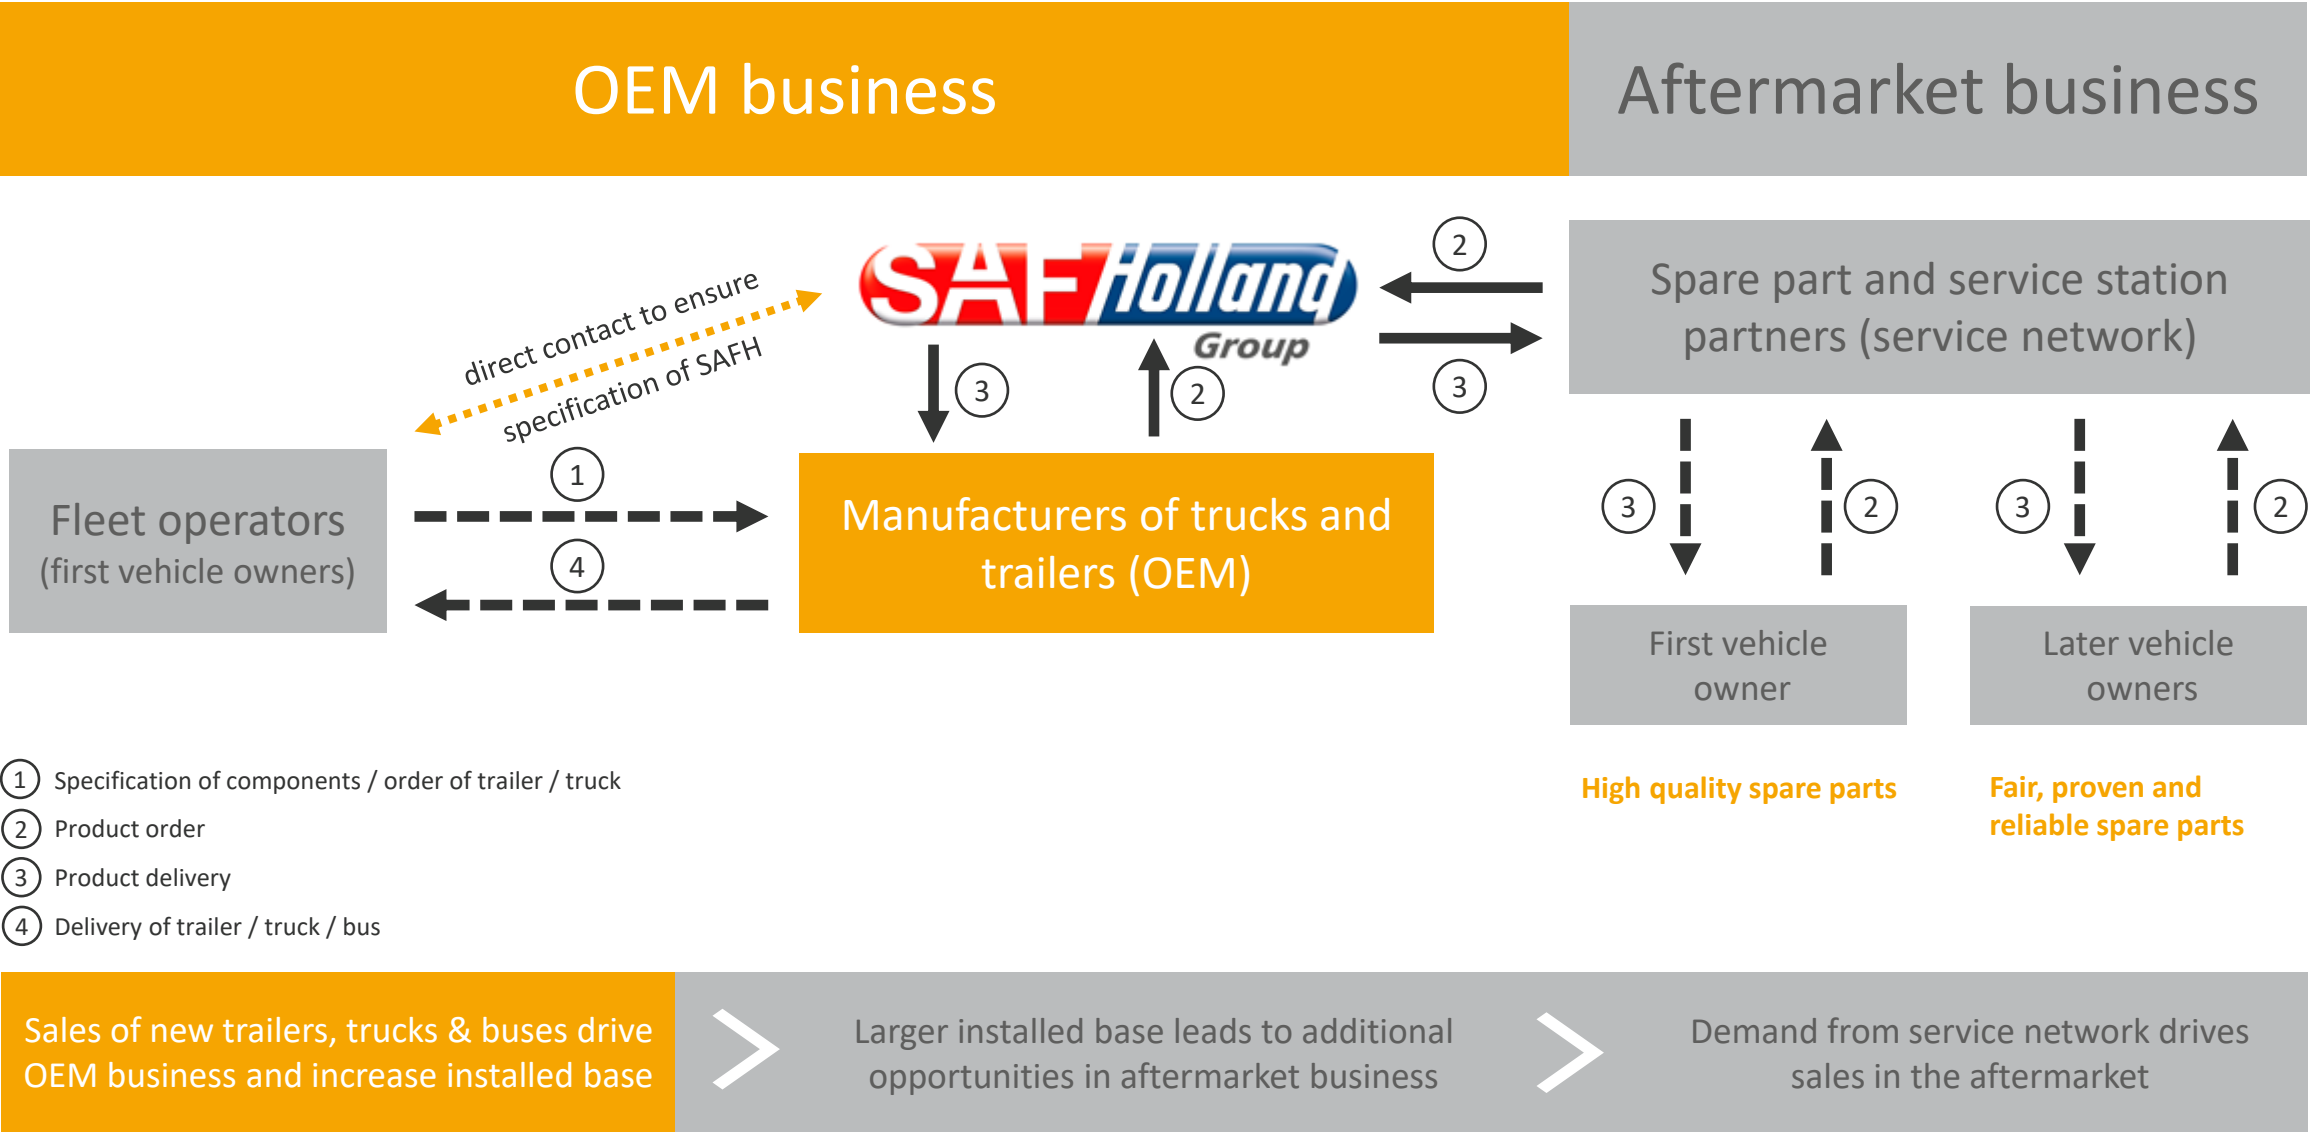 OEM business
Aftermarket business
SAF Holland
Group
direct contact to ensure
specification of SAFH
2
3
Spare part and service station
partners (service network)
3
2
1
4
Fleet operators
(first vehicle owners)
Manufacturers of trucks and
trailers (OEM)
3
2
3
2
First vehicle
owner
Later vehicle
owners
High quality spare parts
Fair, proven and
reliable spare parts
1 Specification of components / order of trailer / truck
2 Product order
3 Product delivery
4 Delivery of trailer / truck / bus
Sales of new trailers, trucks & buses drive
OEM business and increase installed base
Larger installed base leads to additional
opportunities in aftermarket business
Demand from service network drives
sales in the aftermarket